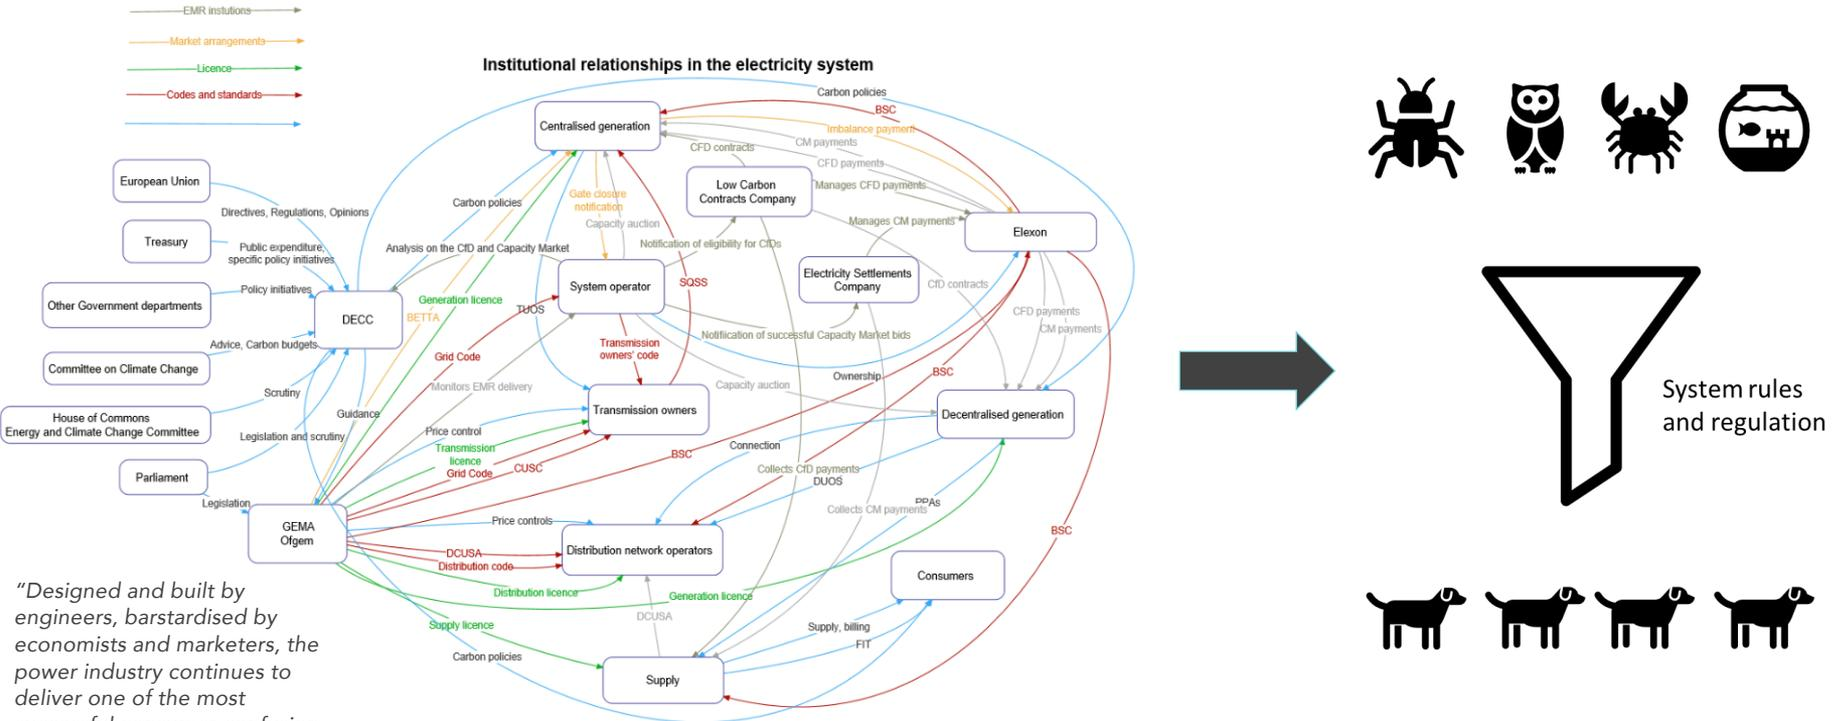 EMR instutions
Market arrangements
Licence
Codes and standards
Institutional relationships in the electricity system
Carbon policies
BSC
Centralised generation
Imbalance payment
CM payments
CFD contracts
CFD payments
European Union
Low Carbon
Contracts Company
Manages CFD payments
Gate closure
notification
Carbon policies
Directives, Regulations, Opinions
Capacity auction
Manages CM payments
Elexon
Treasury
Public expenditure,
specific policy initiatives
Analysis on the CfD and Capacity Market
Notification of eligibility for CfDs
System operator
Electricity Settlements
Company
SQSS
CfD contracts
Other Government departments
Policy initiatives
Generation licence
TUOS
BETTA
DECC
CFD payments
CM payments
Notifiication of successful Capacity Market bids
Advice, Carbon budgets
Transmission
owners' code
Grid Code
Committee on Climate Change
Monitors EMR delivery
Capacity auction
Ownership
BSC
Scrutiny
House of Commons
Energy and Climate Change Committee
Guidance
Transmission owners
Decentralised generation
Legislation and scrutiny
Price control
Transmission
licence
Grid Code
CUSC
BSC
Connection
Collects CfD payments
DUOS
Parliament
Legislation
PPAs
Collects CM payments
GEMA
Ofgem
Price controls
BSC
DCUSA
Distribution code
Distribution network operators
Consumers
Distribution licence
Generation licence
DCUSA
Supply licence
Supply, billing
FIT
Carbon policies
Supply
“Designed and built by
engineers, barstardised by
economists and marketers, the
power industry continues to
deliver one of the most
System rules
and regulation